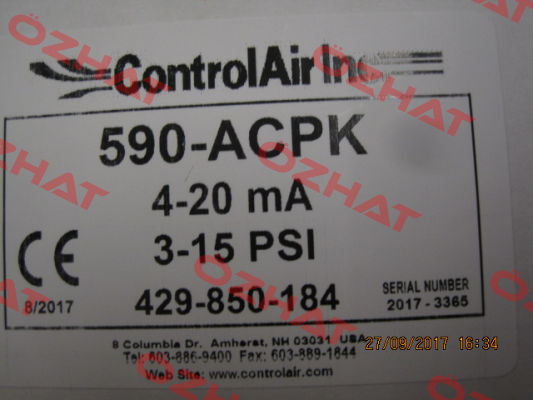 ControlAir Inc
590-ACPK
4-20 mA
3-15 PSI
CE
8/2017
429-850-184
SERIAL NUMBER
2017 - 3365
8 Columbia Dr. Amherst, NH 03031 USA
Tel: 603-886-9400 Fax: 603-889-1844
Web Site: www.controlair.com
27/09/2017 16:34
OZHAT
OZHAT
OZHAT
OZHAT
OZHAT
OZHAT
OZHAT